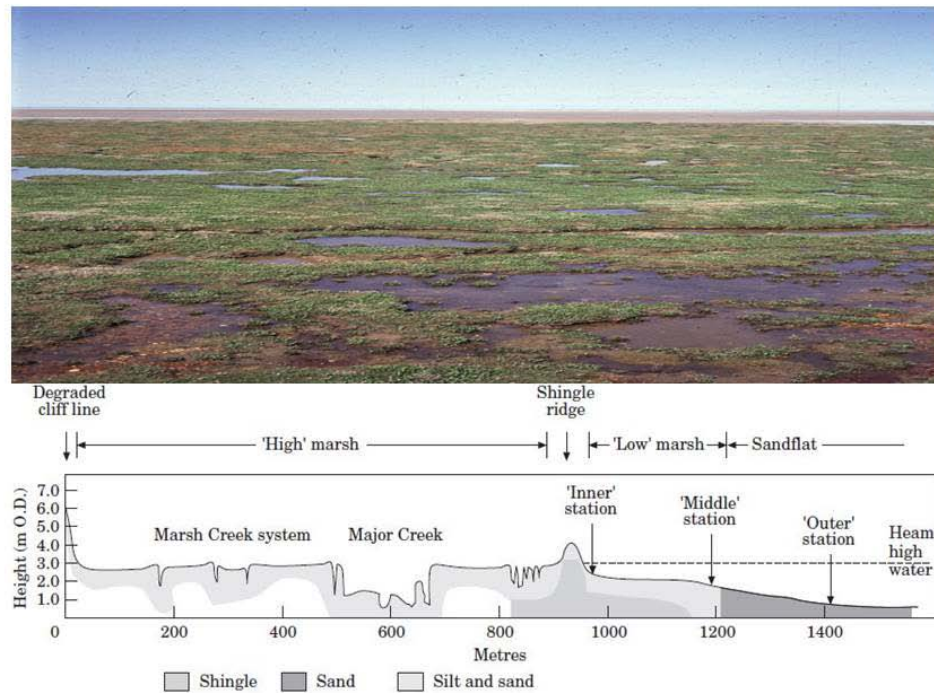 Degraded
cliff line
Shingle
ridge
'High' marsh
'Low' marsh
Sandflat
Height (m O.D.)
7.0
6.0
5.0
4.0
3.0
2.0
1.0
Marsh Creek system
Major Creek
'Inner'
station
'Middle'
station
'Outer'
station
Heam
high
water
0 200 400 600 800 1000 1200 1400
Metres
Shingle Sand Silt and sand